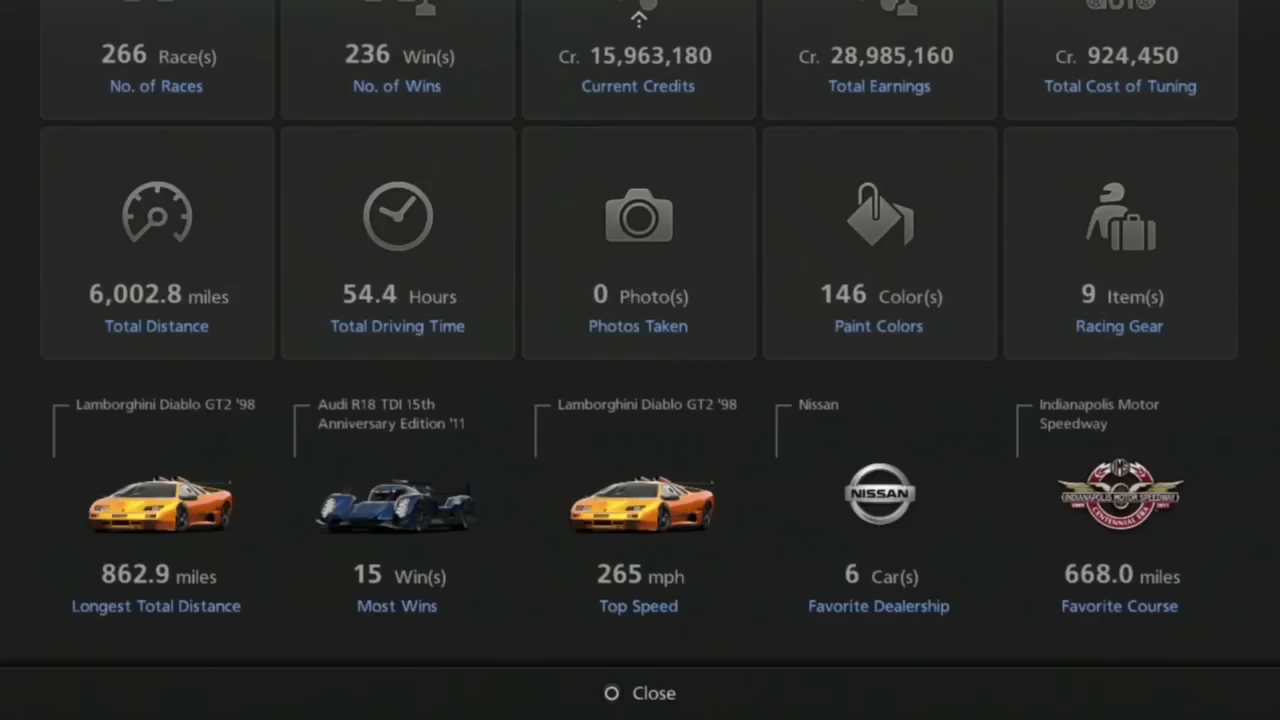 266 Race(s)
No. of Races
236 Win(s)
No. of Wins
Cr. 15,963,180
Current Credits
Cr. 28,985,160
Total Earnings
Cr. 924,450
Total Cost of Tuning
6,002.8 miles
Total Distance
54.4 Hours
Total Driving Time
0 Photo(s)
Photos Taken
146 Color(s)
Paint Colors
9 Item(s)
Racing Gear
Lamborghini Diablo GT2 '98
862.9 miles
Longest Total Distance
Audi R18 TDI 15th
Anniversary Edition '11
15 Win(s)
Most Wins
Lamborghini Diablo GT2 '98
265 mph
Top Speed
Nissan
NISSAN
6 Car(s)
Favorite Dealership
Indianapolis Motor
Speedway
INDIANAPOLIS MOTOR SPEEDWAY
CENTENNIAL ERA
668.0 miles
Favorite Course
Close